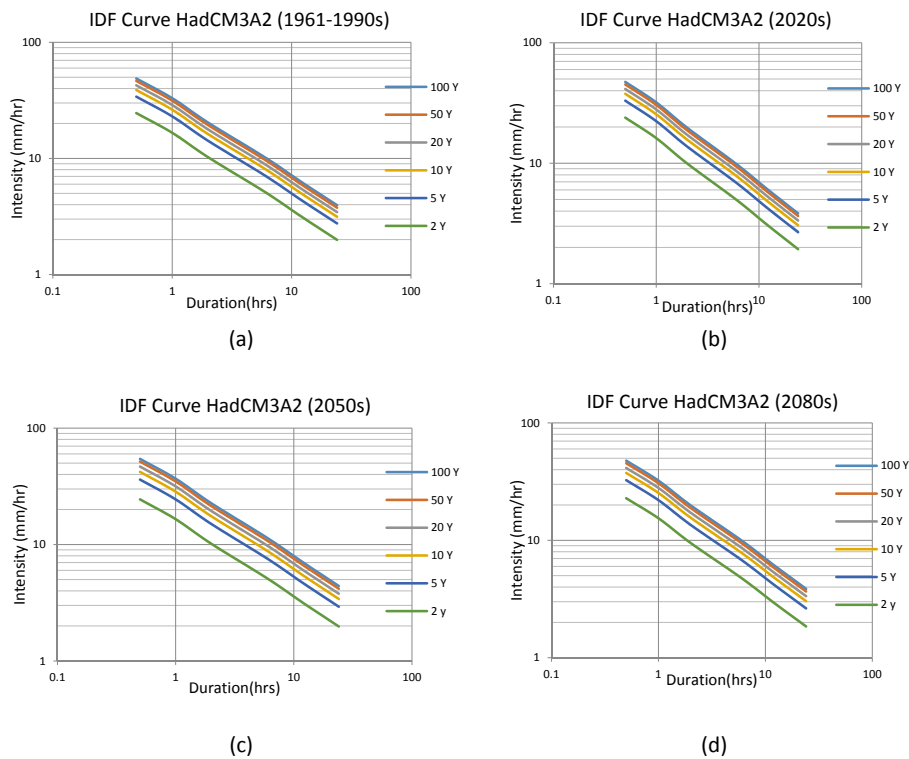 IDF Curve HadCM3A2 (1961-1990s)
100
10
1
0.1
1
10
100
Intensity (mm/hr)
Duration(hrs)
100 Y
50 Y
20 Y
10 Y
5 Y
2 Y
(a)
IDF Curve HadCM3A2 (2020s)
100
10
1
0.1
1
10
100
Intensity (mm/hr)
Duration(hrs)
100 Y
50 Y
20 Y
10 Y
5 Y
2 Y
(b)
IDF Curve HadCM3A2 (2050s)
100
10
1
0.1
1
10
100
Intensity (mm/hr)
Duration(hrs)
100 Y
50 Y
20 Y
10 Y
5 Y
2 y
(c)
IDF Curve HadCM3A2 (2080s)
100
10
1
0.1
1
10
100
Intensity (mm/hr)
Duration(hrs)
100 Y
50 Y
20 Y
10 Y
5 Y
2 y
(d)